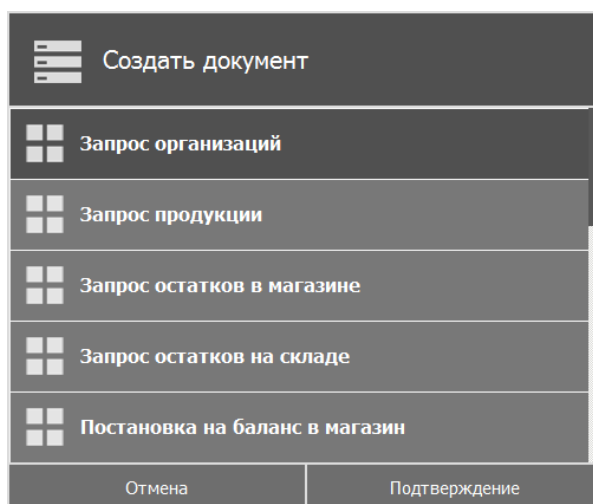 Создать документ
Запрос организаций
Запрос продукции
Запрос остатков в магазине
Запрос остатков на складе
Постановка на баланс в магазин
Отмена
Подтверждение